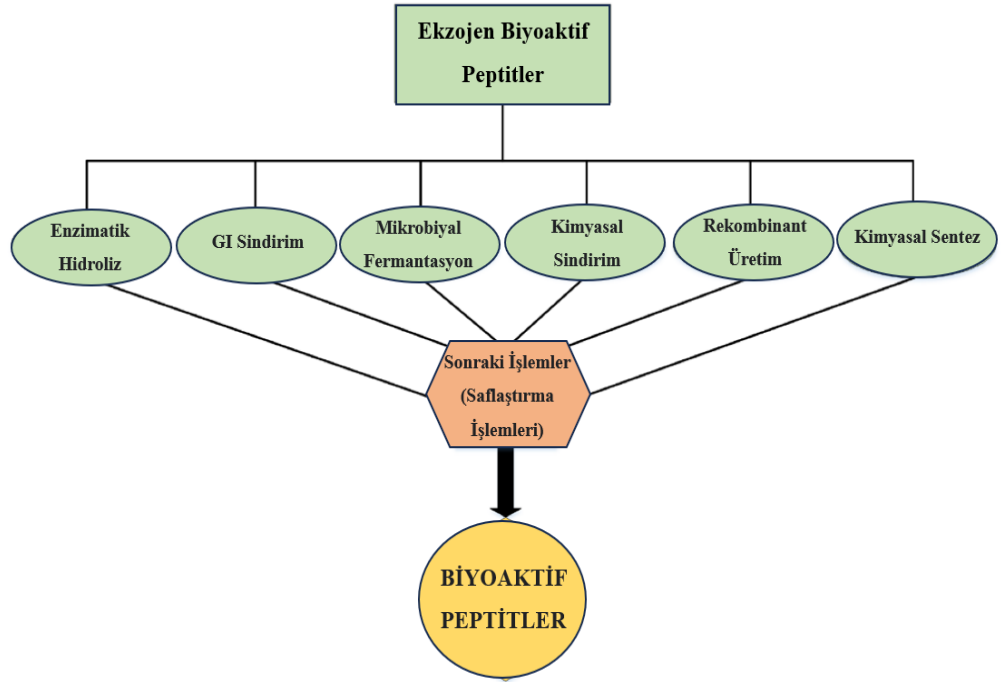 Ekzojen Biyoaktif
Peptitler
Enzimatik
Hidroliz
GI Sindirim
Mikrobiyal
Fermantasyon
Kimyasal
Sindirim
Rekombinant
Üretim
Kimyasal Sentez
Sonraki İşlemler
(Saflaştırma
İşlemleri)
BİYOAKTİF
PEPTİTLER